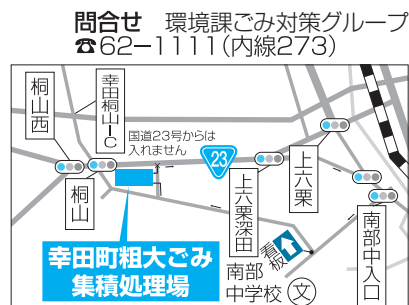 問合せ　環境課ごみ対策グループ
☎62−1111(内線273)
桐山西
幸田桐山IC
国道23号からは
入れません
23
桐山
上六栗深田
上六栗
幸田町粗大ごみ
集積処理場
看板
南部
中学校
文
南部中入口